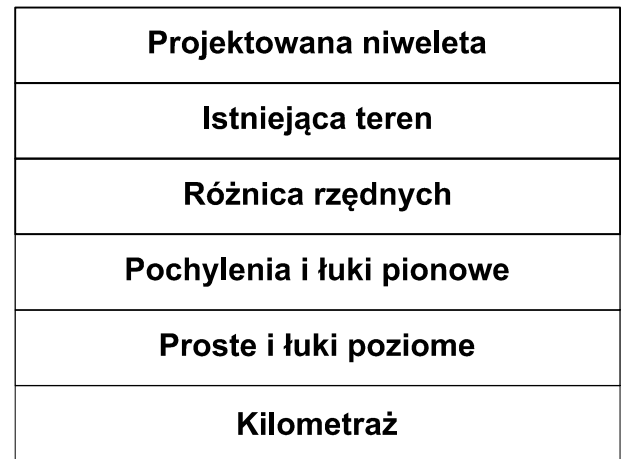 Projektowana niweleta
Istniejąca teren
Różnica rzędnych
Pochylenia i łuki pionowe
Proste i łuki poziome
Kilometraż